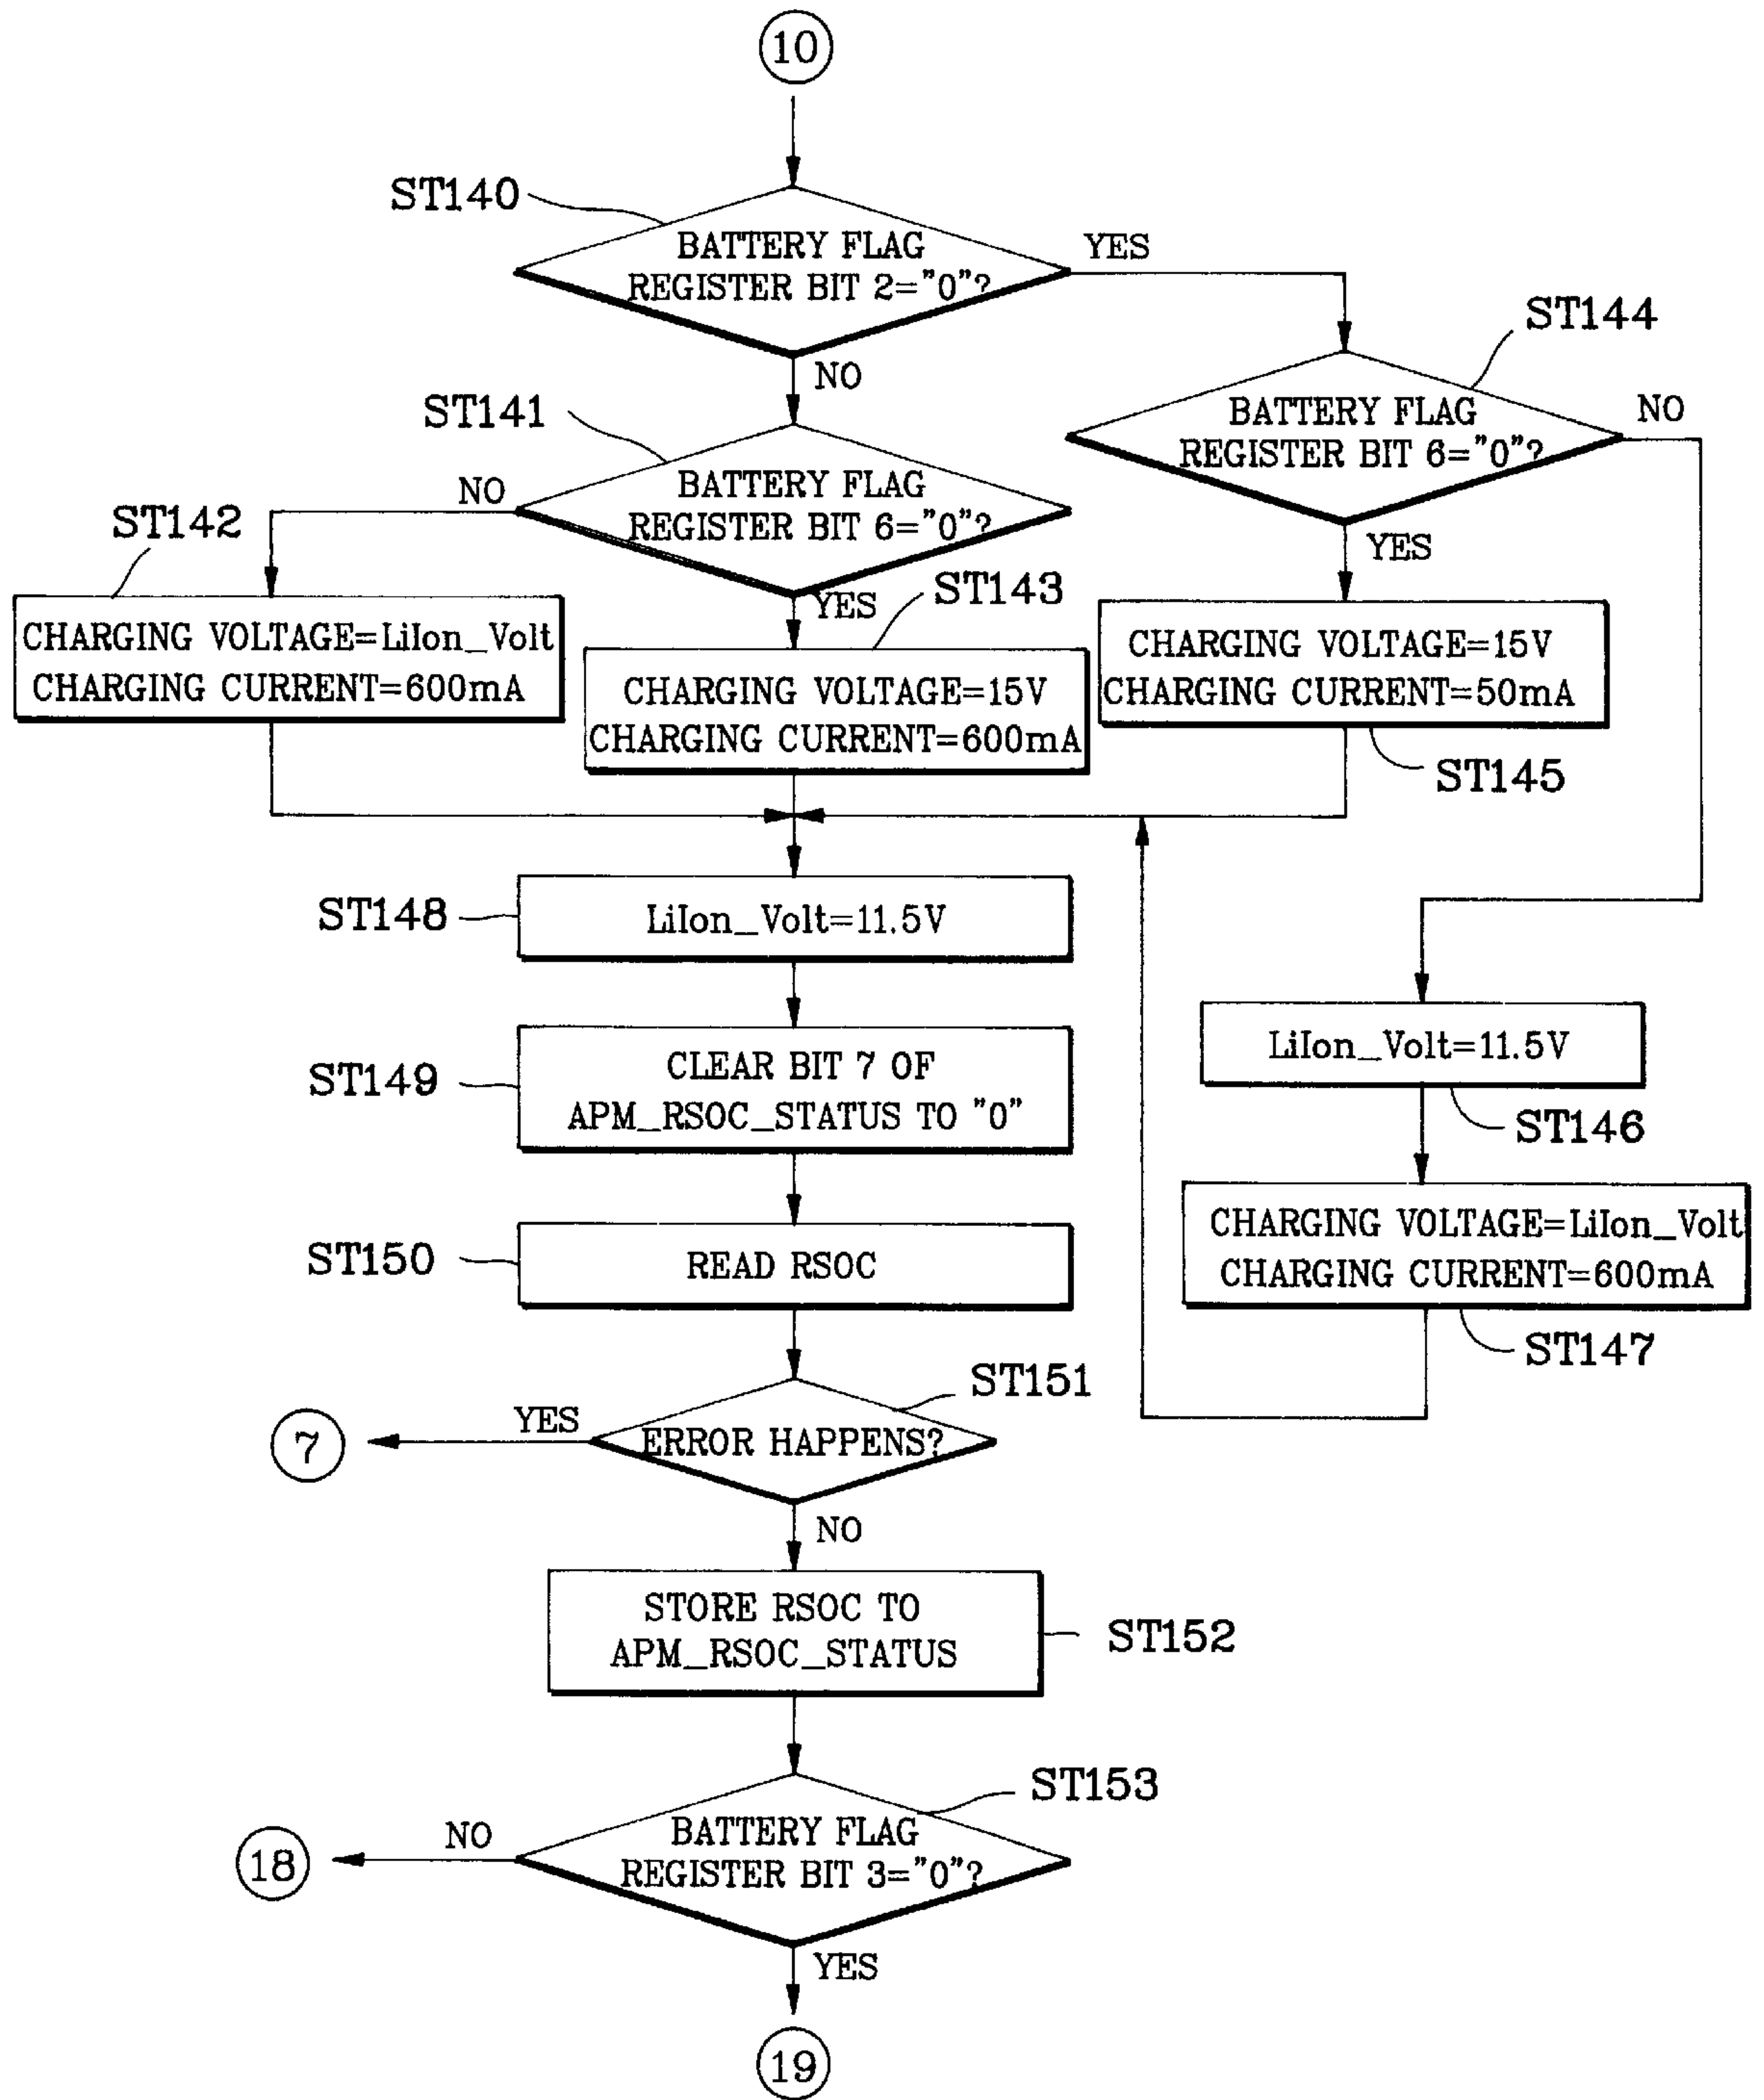 10
ST140
BATTERY FLAG
REGISTER BIT 2="0"?
YES
NO
ST144
BATTERY FLAG
REGISTER BIT 6="0"?
NO
YES
ST141
BATTERY FLAG
REGISTER BIT 6="0"?
NO
YES
ST142
CHARGING VOLTAGE=LiIon_Volt
CHARGING CURRENT=600mA
ST143
CHARGING VOLTAGE=15V
CHARGING CURRENT=600mA
CHARGING VOLTAGE=15V
CHARGING CURRENT=50mA
ST145
ST148
LiIon_Volt=11.5V
LiIon_Volt=11.5V
ST146
ST149
CLEAR BIT 7 OF
APM_RSOC_STATUS TO "0"
CHARGING VOLTAGE=LiIon_Volt
CHARGING CURRENT=600mA
ST147
ST150
READ RSOC
ST151
ERROR HAPPENS?
YES
7
NO
STORE RSOC TO
APM_RSOC_STATUS
ST152
ST153
BATTERY FLAG
REGISTER BIT 3="0"?
NO
18
YES
19